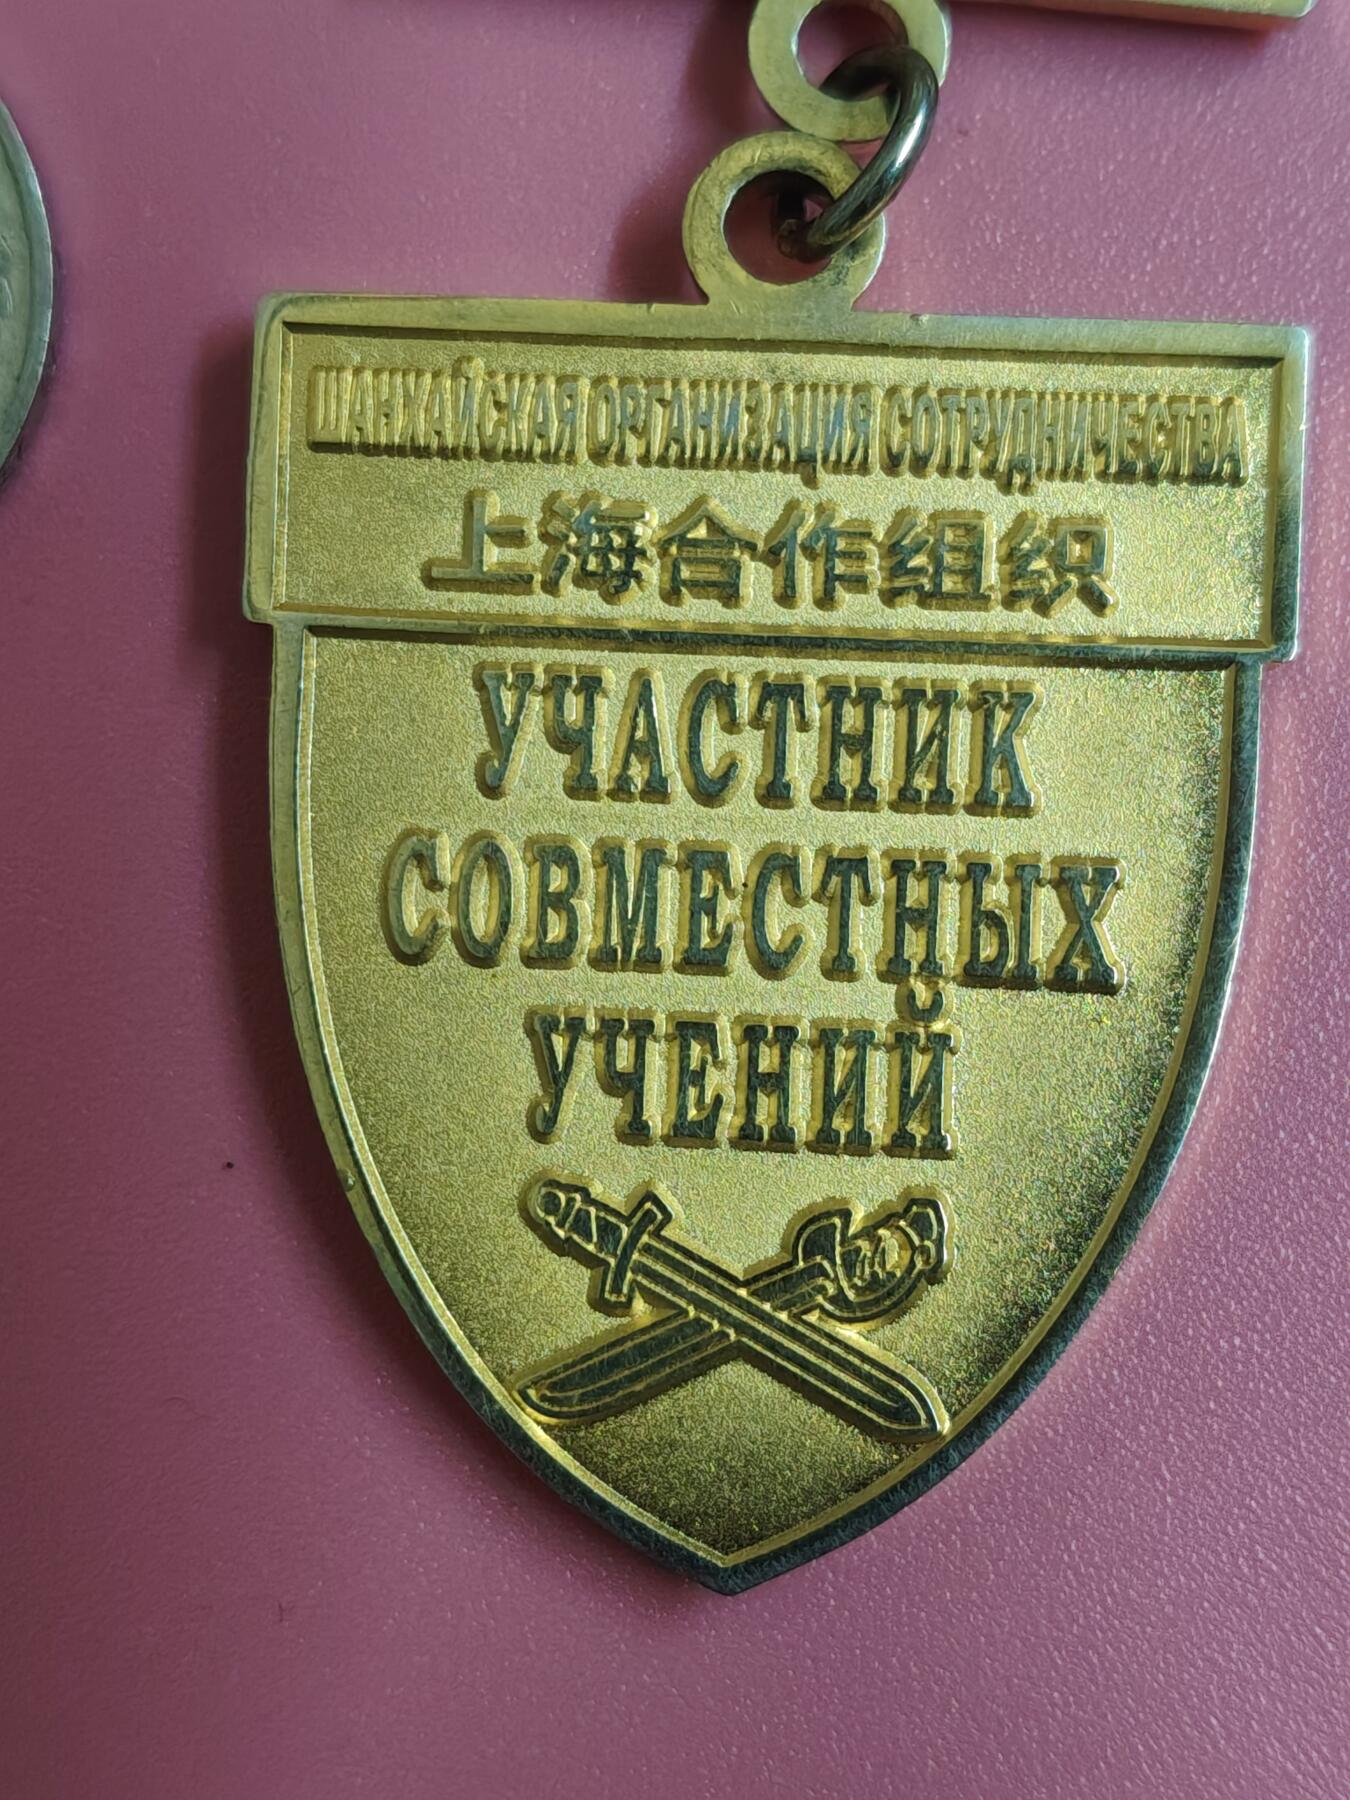 ШАНХАЙСКАЯ ОРГАНИЗАЦИЯ СОТРУДНИЧЕСТВА
上海合作组织
УЧАСТНИК
СОВМЕСТНЫХ
УЧЕНИЙ